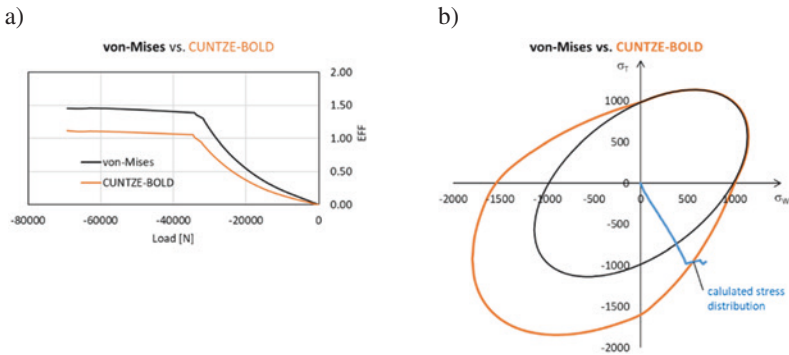 a)
von-Mises vs. CUNTZE-BOLD
2.00
1.50
1.00
0.50
0.00
EFF
von-Mises
CUNTZE-BOLD
-80000 -60000 -40000 -20000 0
Load [N]
b)
von-Mises vs. CUNTZE-BOLD
σT
1000
500
0
-2000 -1500 -1000 -500 0 500 1000
σW
-500
-1000
-1500
-2000
calulated stress
distribution